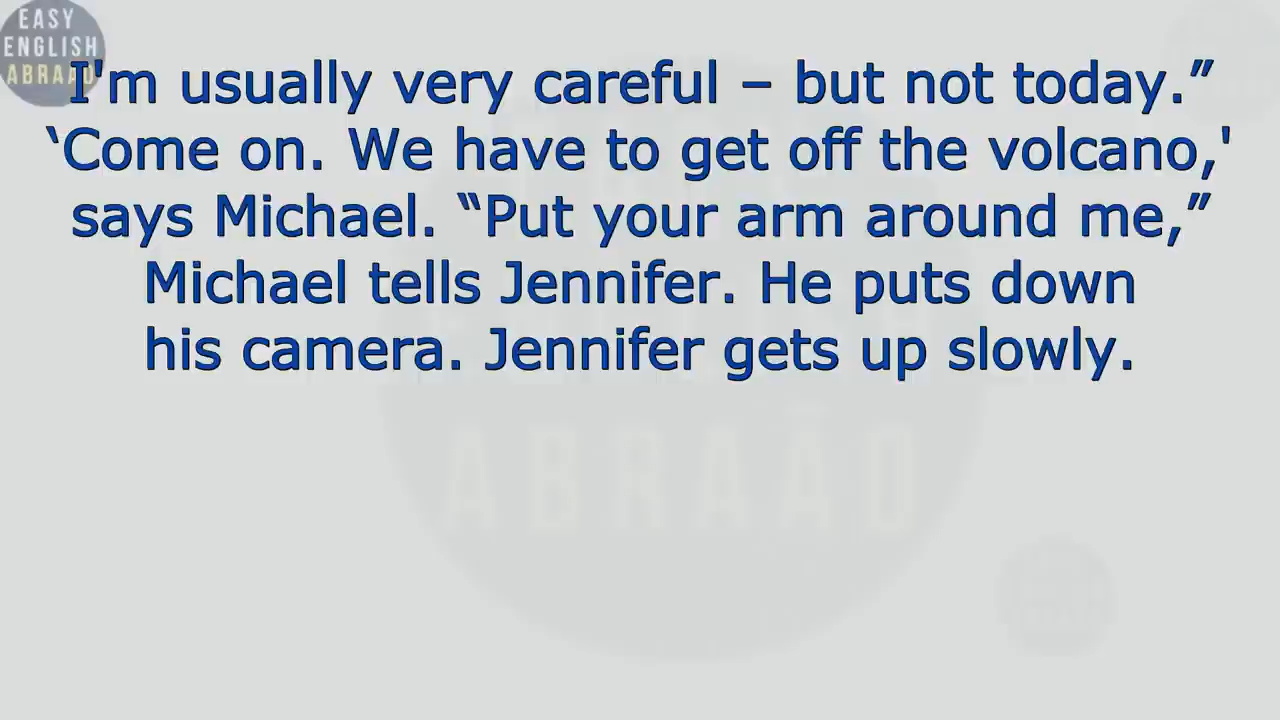 EASY
ENGLISH
ABRAÃO
I'm usually very careful – but not today.”
‘Come on. We have to get off the volcano,'
says Michael. “Put your arm around me,”
Michael tells Jennifer. He puts down
his camera. Jennifer gets up slowly.
ABRAÃO